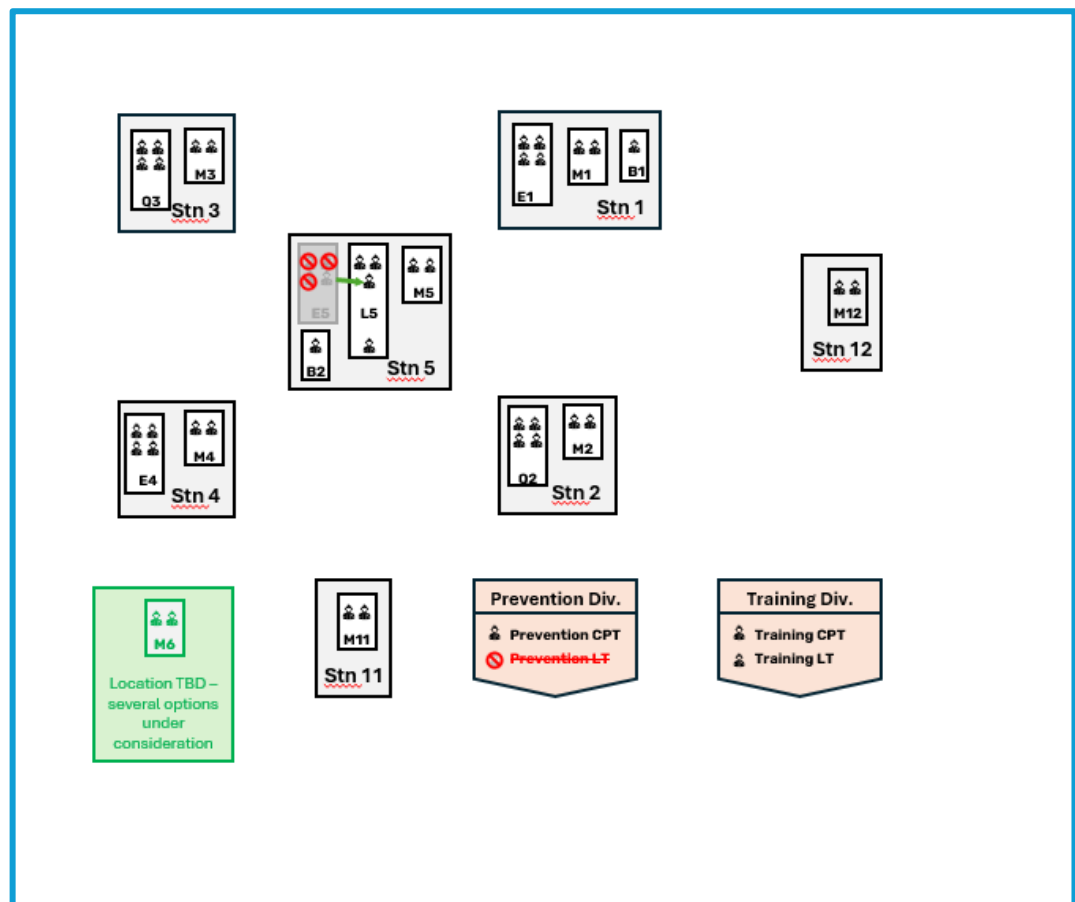 Q3
M3
Stn 3
E1
M1
B1
Stn 1
E5
L5
M5
B2
Stn 5
M12
Stn 12
E4
M4
Stn 4
Q2
M2
Stn 2
M6
Location TBD –
several options
under
consideration
M11
Stn 11
Prevention Div.
Prevention CPT
Prevention LT
Training Div.
Training CPT
Training LT